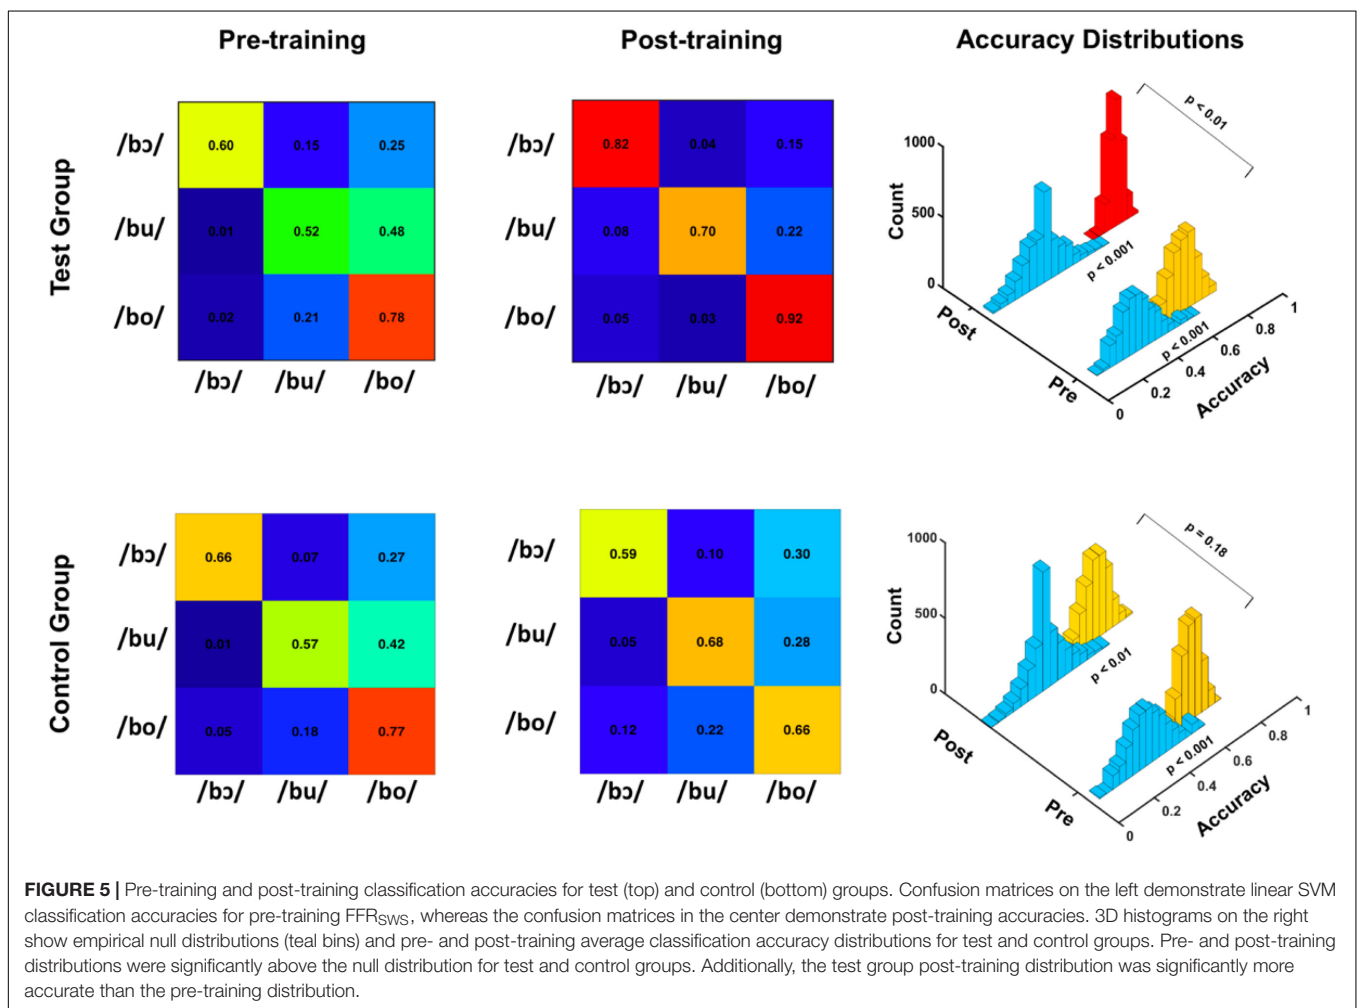 Pre-training
Post-training
Accuracy Distributions
Test Group
/bɔ/ 0.60 0.15 0.25
/bu/ 0.01 0.52 0.48
/bo/ 0.02 0.21 0.78
/bɔ/ /bu/ /bo/
/bɔ/ 0.82 0.04 0.15
/bu/ 0.08 0.70 0.22
/bo/ 0.05 0.03 0.92
/bɔ/ /bu/ /bo/
Count
1000
500
0
p < 0.01
p < 0.001
p < 0.001
Post
Pre
0 0.2 0.4 0.6 0.8 1
Accuracy
Control Group
/bɔ/ 0.66 0.07 0.27
/bu/ 0.01 0.57 0.42
/bo/ 0.05 0.18 0.77
/bɔ/ /bu/ /bo/
/bɔ/ 0.59 0.10 0.30
/bu/ 0.05 0.68 0.28
/bo/ 0.12 0.22 0.66
/bɔ/ /bu/ /bo/
Count
1000
500
0
p = 0.18
p < 0.01
p < 0.001
Post
Pre
0 0.2 0.4 0.6 0.8 1
Accuracy
FIGURE 5 | Pre-training and post-training classification accuracies for test (top) and control (bottom) groups. Confusion matrices on the left demonstrate linear SVM
classification accuracies for pre-training FFRSWS, whereas the confusion matrices in the center demonstrate post-training accuracies. 3D histograms on the right
show empirical null distributions (teal bins) and pre- and post-training average classification accuracy distributions for test and control groups. Pre- and post-training
distributions were significantly above the null distribution for test and control groups. Additionally, the test group post-training distribution was significantly more
accurate than the pre-training distribution.